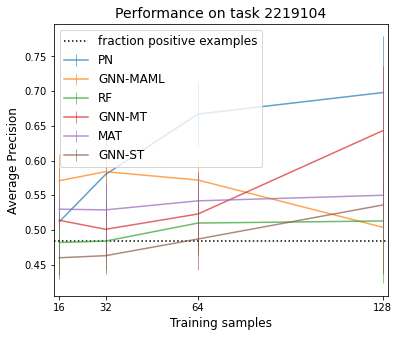 Performance on task 2219104
fraction positive examples
PN
GNN-MAML
RF
GNN-MT
MAT
GNN-ST
Average Precision
0.75
0.70
0.65
0.60
0.55
0.50
0.45
16 32 64 128
Training samples